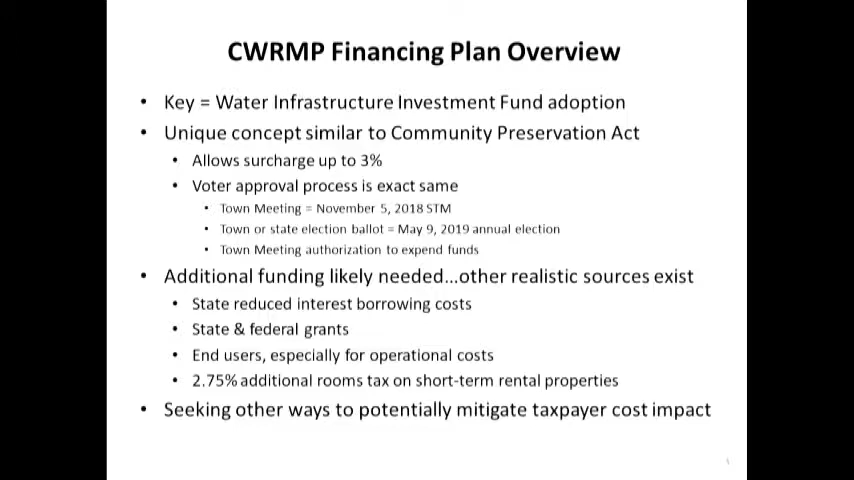 CWRMP Financing Plan Overview
• Key = Water Infrastructure Investment Fund adoption
• Unique concept similar to Community Preservation Act
• Allows surcharge up to 3%
• Voter approval process is exact same
• Town Meeting = November 5, 2018 STM
• Town or state election ballot = May 9, 2019 annual election
• Town Meeting authorization to expend funds
• Additional funding likely needed...other realistic sources exist
• State reduced interest borrowing costs
• State & federal grants
• End users, especially for operational costs
• 2.75% additional rooms tax on short-term rental properties
• Seeking other ways to potentially mitigate taxpayer cost impact